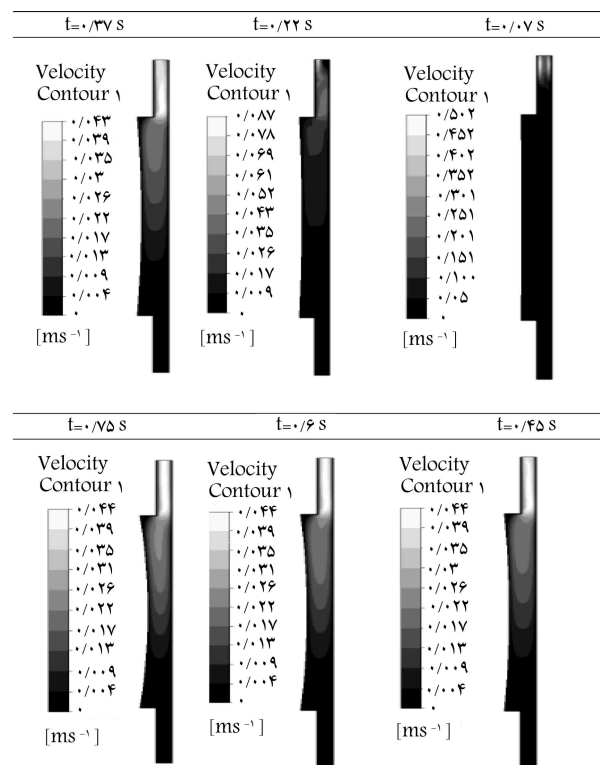 t=۰/۳۷ s
t=۰/۲۲ s
t=۰/۰۷ s
Velocity
Contour ۱
۰/۰۴۳
۰/۰۳۹
۰/۰۳۵
۰/۰۳
۰/۰۲۶
۰/۰۲۲
۰/۰۱۷
۰/۰۱۳
۰/۰۰۹
۰/۰۰۴
۰
[ms⁻¹]
Velocity
Contour ۱
۰/۰۸۷
۰/۰۷۸
۰/۰۶۹
۰/۰۶۱
۰/۰۵۲
۰/۰۴۳
۰/۰۳۵
۰/۰۲۶
۰/۰۱۷
۰/۰۰۹
۰
[ms⁻¹]
Velocity
Contour ۱
۰/۵۰۲
۰/۴۵۲
۰/۴۰۲
۰/۳۵۲
۰/۳۰۱
۰/۲۵۱
۰/۲۰۱
۰/۱۵۱
۰/۱۰۰
۰/۰۵
۰
[ms⁻¹]
t=۰/۷۵ s
t=۰/۶ s
t=۰/۴۵ s
Velocity
Contour ۱
۰/۰۴۴
۰/۰۳۹
۰/۰۳۵
۰/۰۳۱
۰/۰۲۶
۰/۰۲۲
۰/۰۱۷
۰/۰۱۳
۰/۰۰۹
۰/۰۰۴
۰
[ms⁻¹]
Velocity
Contour ۱
۰/۰۴۴
۰/۰۳۹
۰/۰۳۵
۰/۰۳۱
۰/۰۲۶
۰/۰۲۲
۰/۰۱۷
۰/۰۱۳
۰/۰۰۹
۰/۰۰۴
۰
[ms⁻¹]
Velocity
Contour ۱
۰/۰۴۴
۰/۰۳۹
۰/۰۳۵
۰/۰۳
۰/۰۲۶
۰/۰۲۲
۰/۰۱۷
۰/۰۱۳
۰/۰۰۹
۰/۰۰۴
۰
[ms⁻¹]